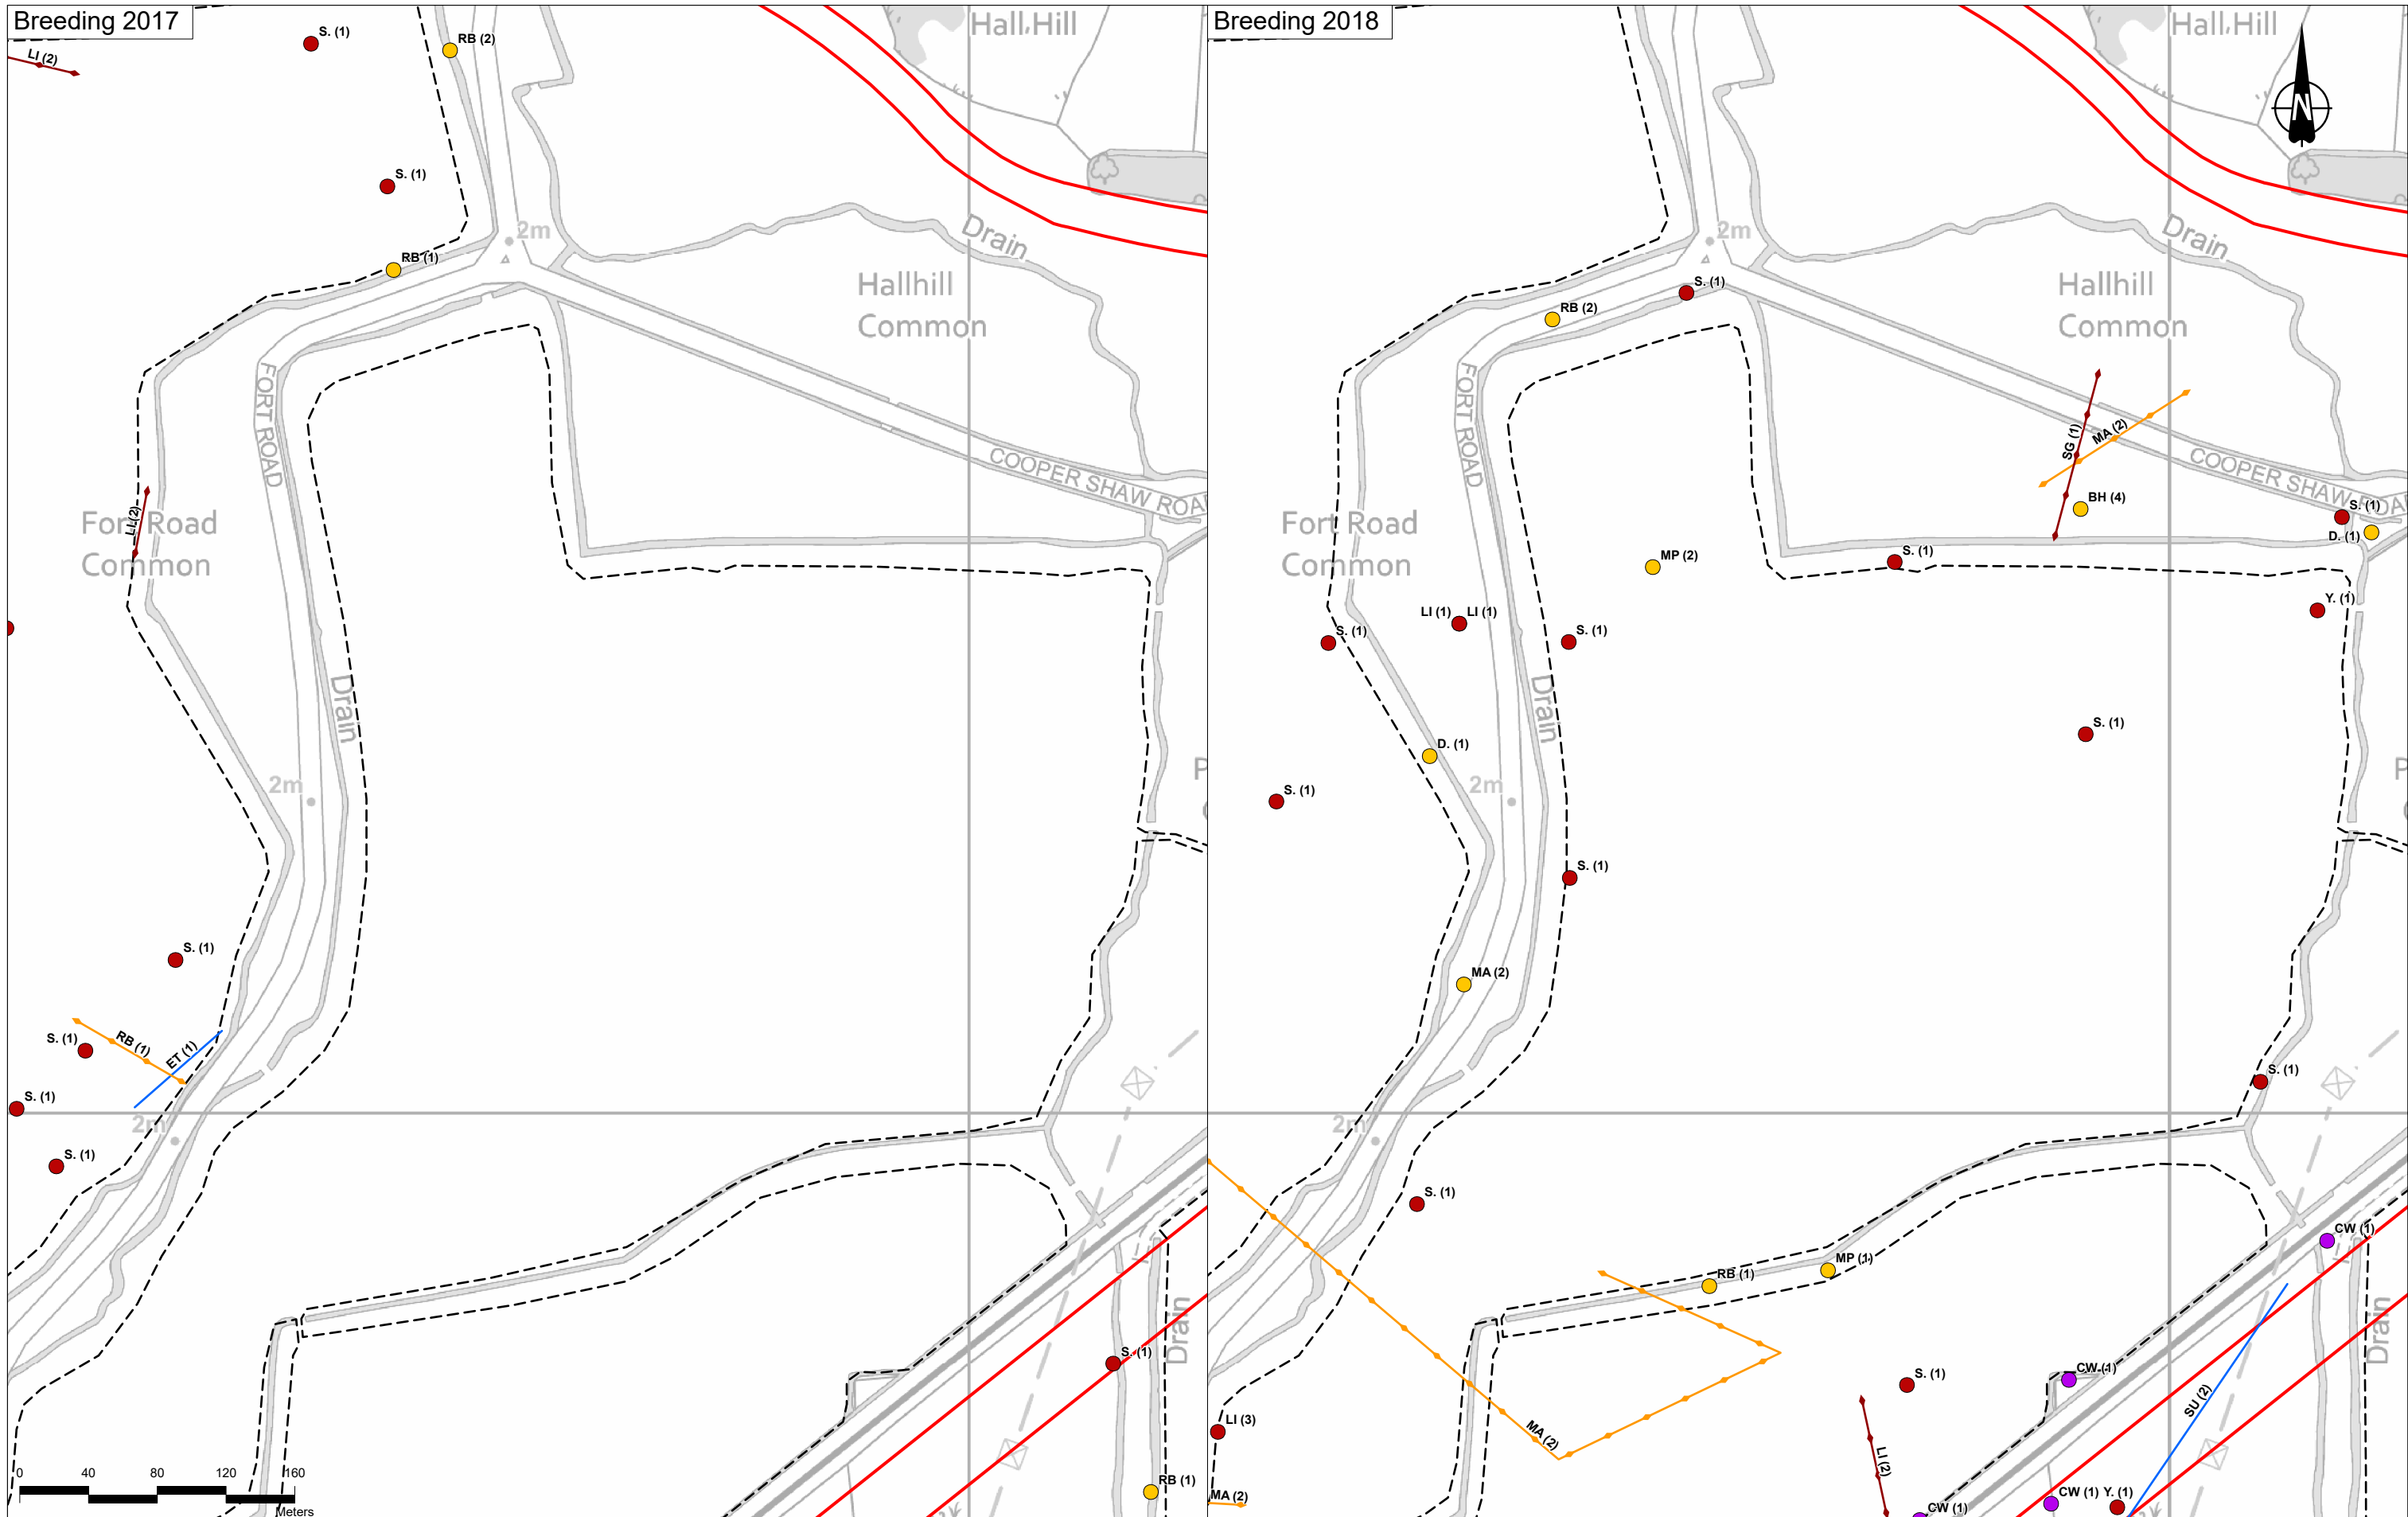 Breeding 2017
LI (2)
S. (1)
RB (2)
Hall Hill
S. (1)
2m
RB (1)
Drain
Hallhill
Common
FORT ROAD
COOPER SHAW ROA
LI (2)
Fort Road
Common
Drain
2m
S. (1)
S. (1)
RB (1)
ET (1)
S. (1)
2m
S. (1)
Drain
S. (1)
RB (1)
0 40 80 120 160
Meters
Breeding 2018
Hall Hill
N
2m
Drain
S. (1)
RB (2)
Hallhill
Common
FORT ROAD
SG (1)
MA (2)
COOPER SHAW ROA
BH (4)
S. (1)
D. (1)
Fort Road
Common
MP (2)
S. (1)
Y. (1)
LI (1) LI (1)
S. (1)
S. (1)
Drain
S. (1)
D. (1)
P
2m
S. (1)
S. (1)
MA (2)
S. (1)
2m
S. (1)
CW (1)
MP (1)
RB (1)
Drain
CW (1)
S. (1)
SU (2)
LI (3)
MA (2)
LI (2)
MA (2)
CW (1) Y. (1)
CW (1)